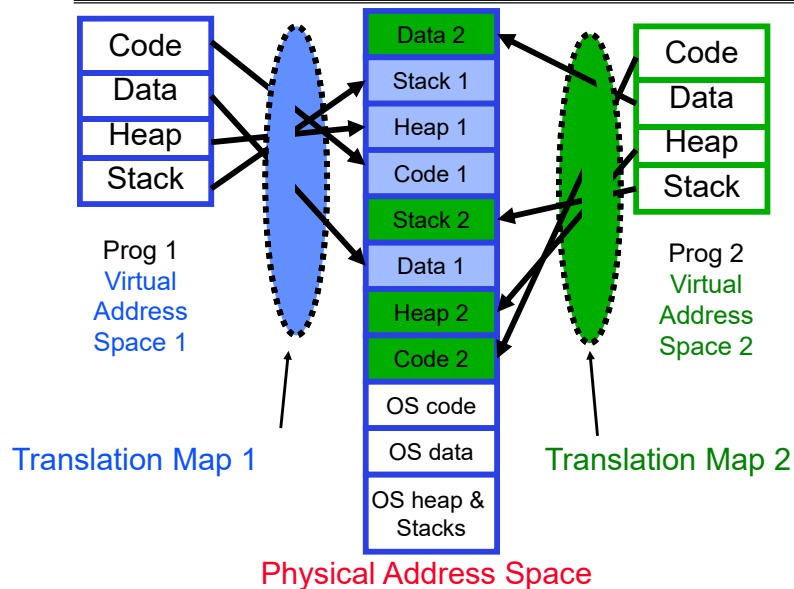 Code
Data
Heap
Stack
Prog 1
Virtual
Address
Space 1
Translation Map 1
Data 2
Stack 1
Heap 1
Code 1
Stack 2
Data 1
Heap 2
Code 2
OS code
OS data
OS heap &
Stacks
Physical Address Space
Code
Data
Heap
Stack
Prog 2
Virtual
Address
Space 2
Translation Map 2